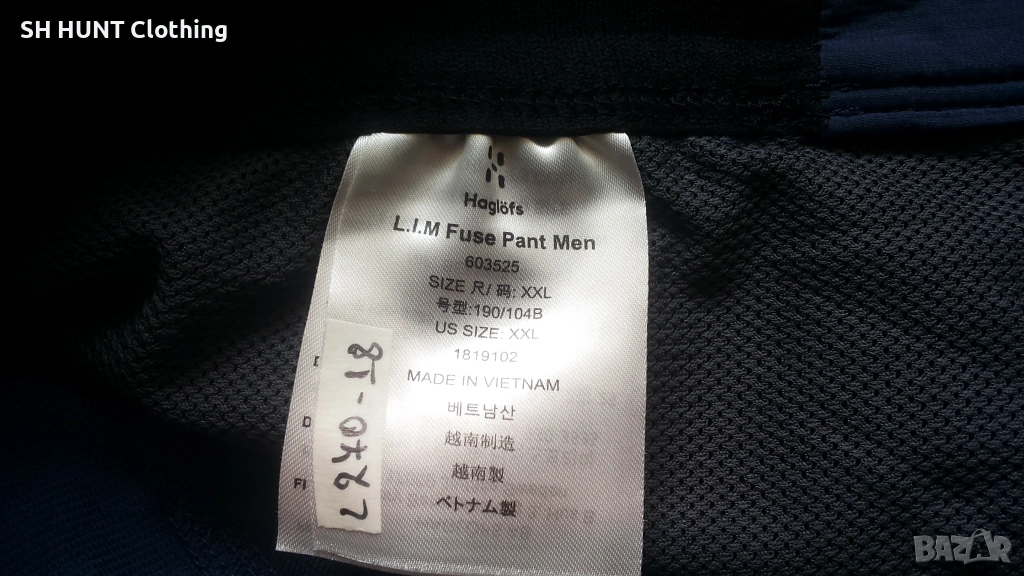 SH HUNT Clothing
Haglöfs
L.I.M Fuse Pant Men
603525
SIZE 尺/ 码: XXL
号型:190/104B
US SIZE: XXL
1819102
MADE IN VIETNAM
베트남산
越南制造
越南製
ベトナム製
D
FI
BAZAR